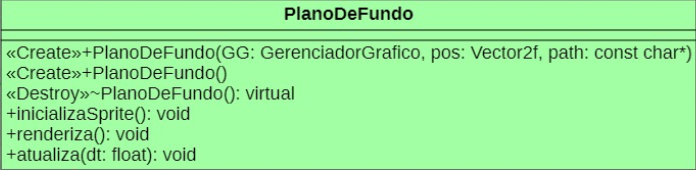 PlanoDeFundo
«Create»+PlanoDeFundo(GG: GerenciadorGrafico, pos: Vector2f, path: const char*)
«Create»+PlanoDeFundo()
«Destroy»~PlanoDeFundo(): virtual
+inicializaSprite(): void
+renderiza(): void
+atualiza(dt: float): void